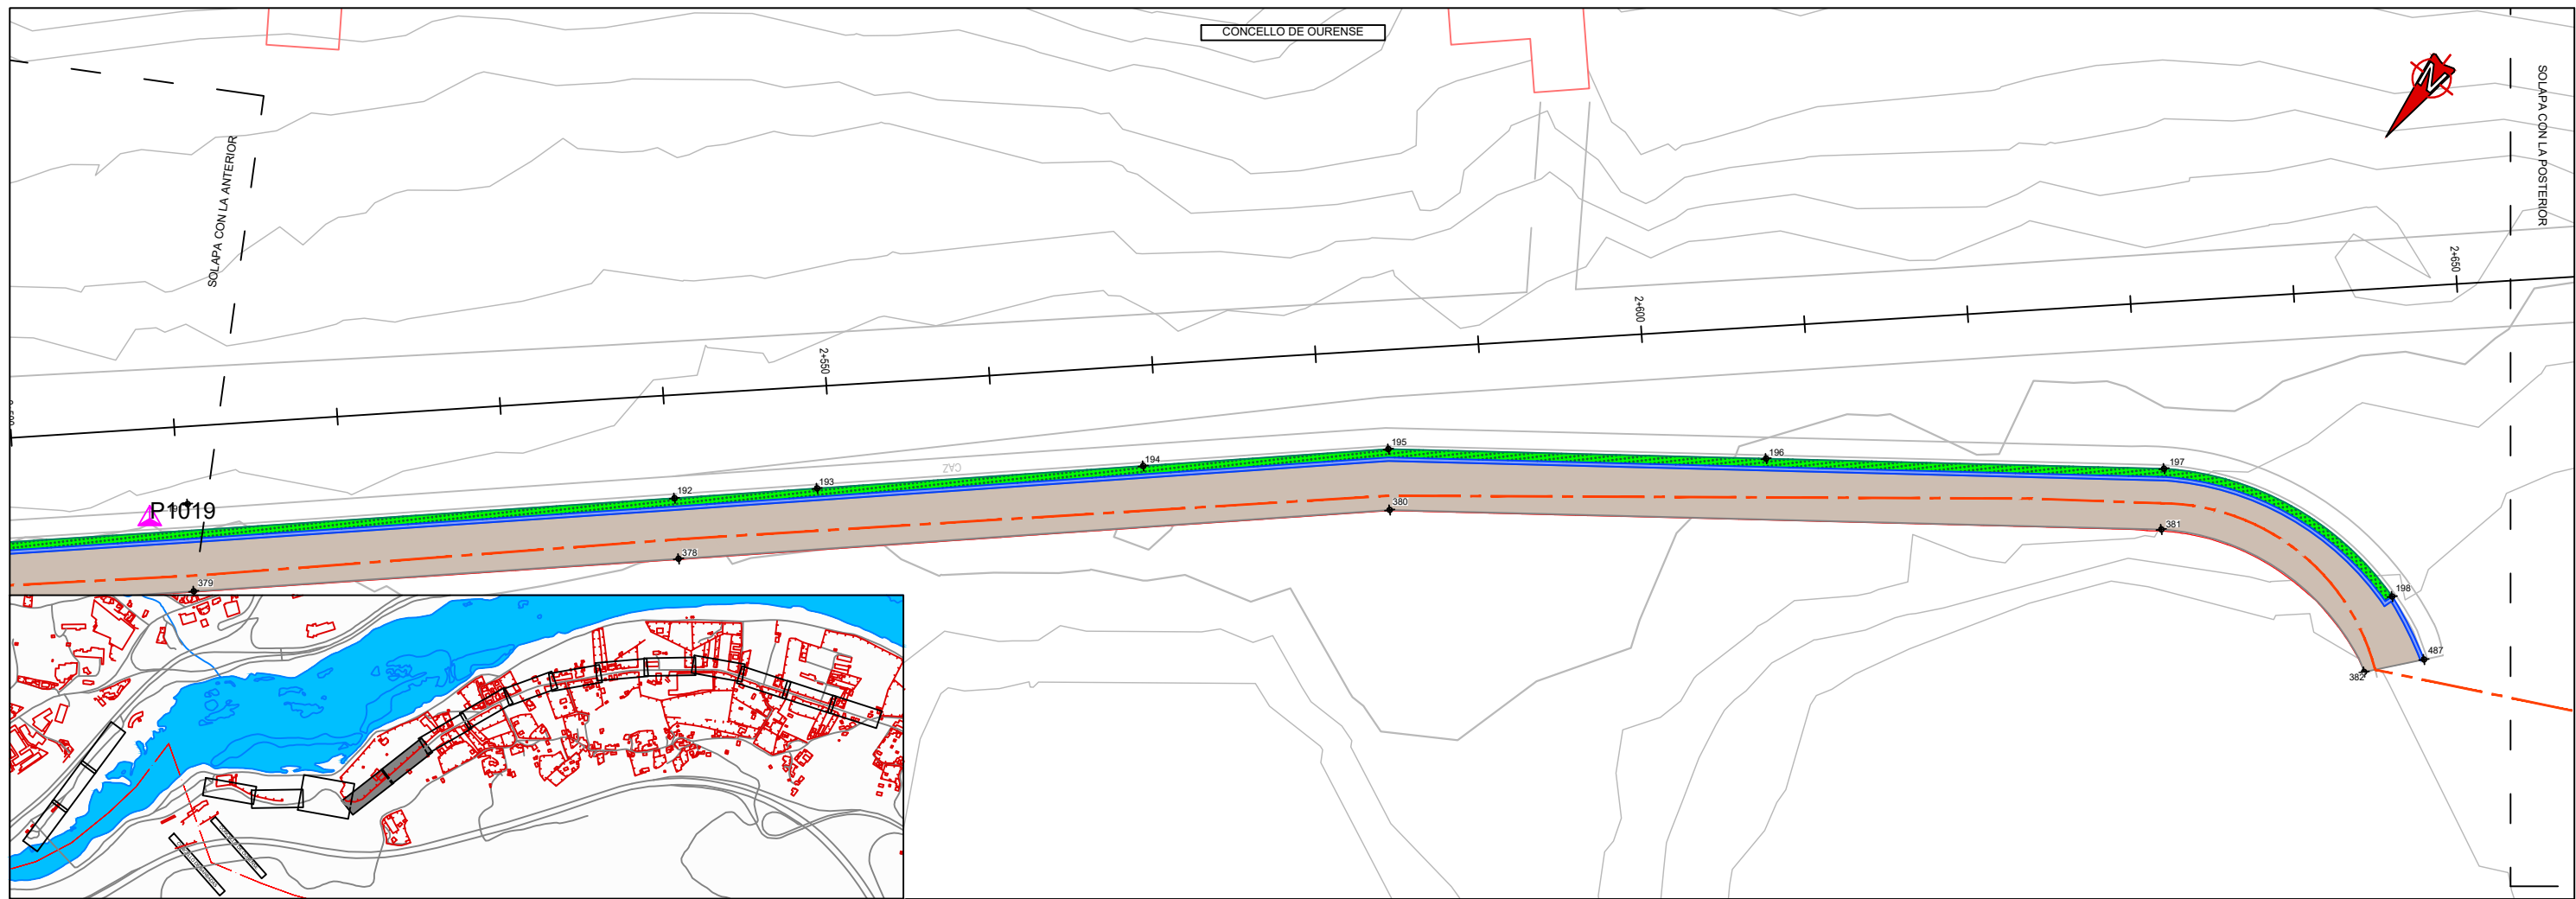 CONCELLO DE OURENSE
N
SOLAPA CON LA POSTERIOR
SOLAPA CON LA ANTERIOR
2+650
2+600
2+550
195
194
196
197
CAZ
193
192
P1019
380
381
378
379
198
487
382